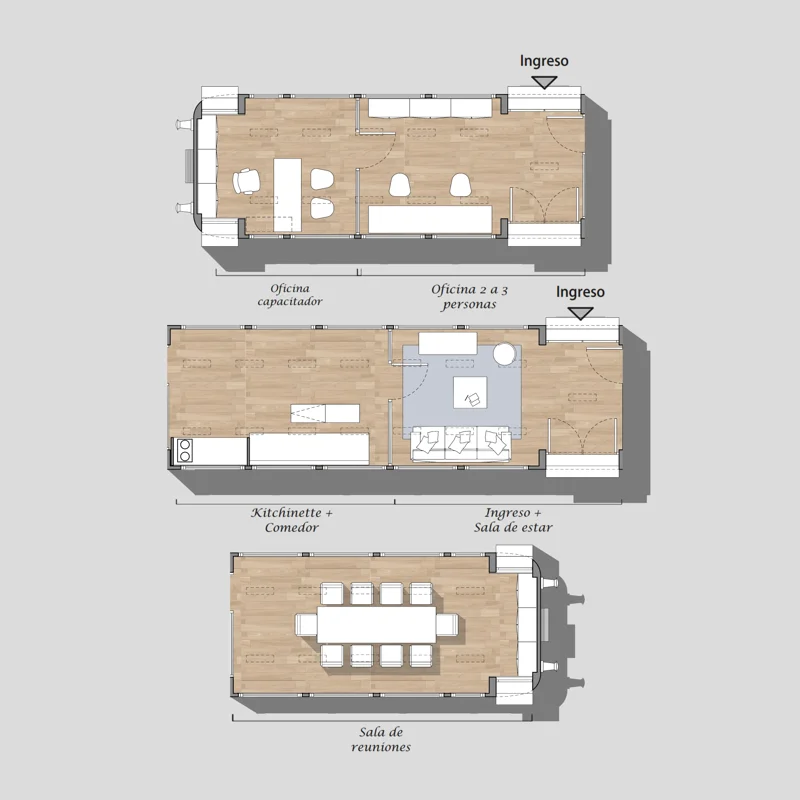 Ingreso
Oficina
capacitador
Oficina 2 a 3
personas
Ingreso
Kitchinette +
Comedor
Ingreso +
Sala de estar
Sala de
reuniones